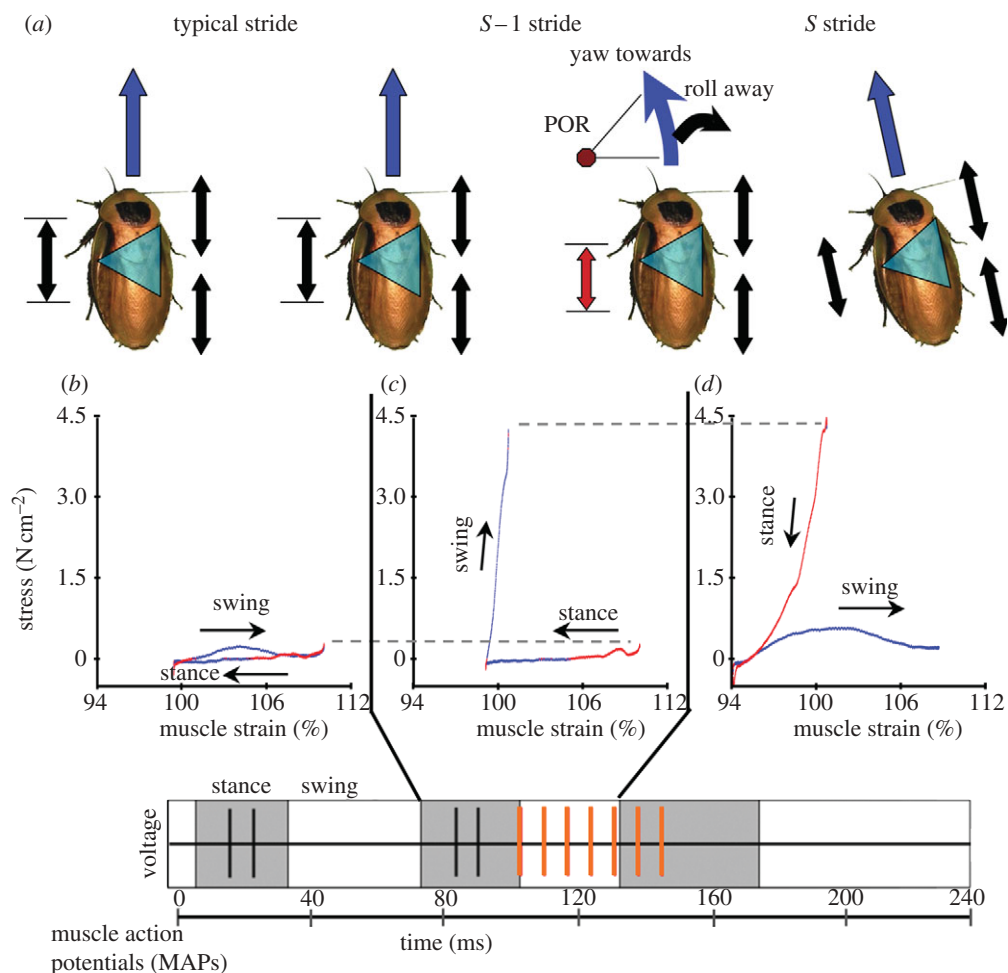 (a) typical stride S–1 stride S stride
yaw towards
roll away
POR
(b) (c) (d)
4.5 4.5
3.0 3.0 3.0
1.5 1.5 1.5
0 0 0
4.5
stress (N cm−2)
swing
stance
swing
stance
stance
swing
94 100 106 112 94 100 106 112 94 100 106 112
muscle strain (%) muscle strain (%) muscle strain (%)
stance swing
voltage
0 40 80 120 160 200 240
muscle action
potentials (MAPs)
time (ms)